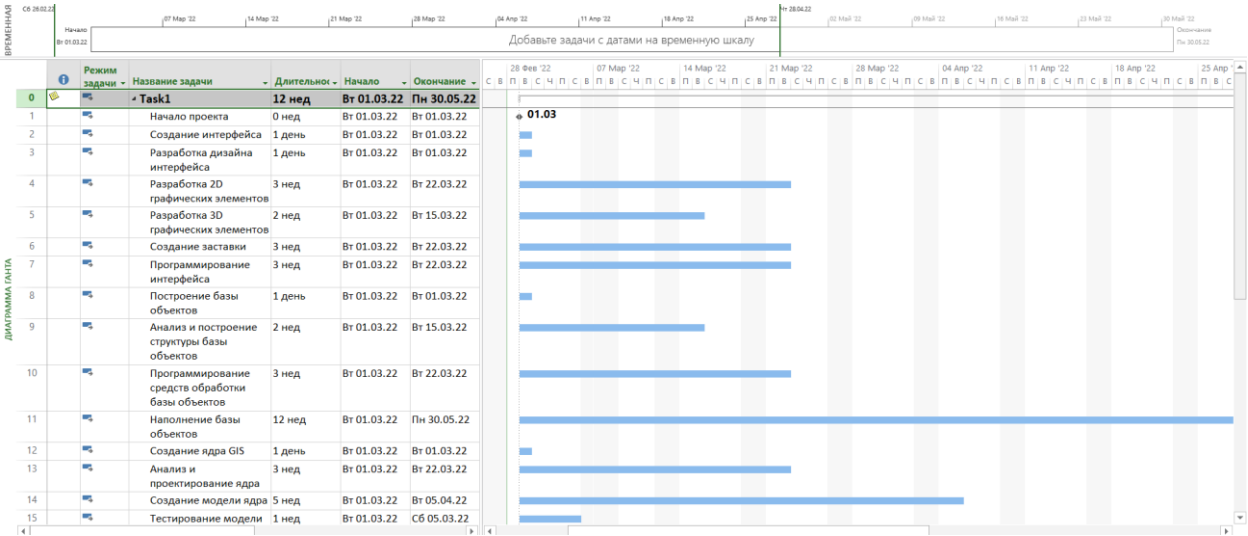 ВРЕМЕННАЯ
Сб 26.02.22
Чт 28.04.22
07 Мар '22 14 Мар '22 21 Мар '22 28 Мар '22 04 Апр '22 11 Апр '22 18 Апр '22 25 Апр '22 02 Май '22 09 Май '22 16 Май '22 23 Май '22 30 Май '22
Начало
Вт 01.03.22
Добавьте задачи с датами на временную шкалу
Окончание
Пн 30.05.22
ДИАГРАММА ГАНТА
Режим задачи Название задачи Длительнос Начало Окончание
28 Фев '22 07 Мар '22 14 Мар '22 21 Мар '22 28 Мар '22 04 Апр '22 11 Апр '22 18 Апр '22 25 Апр '
С В П В С Ч П С В П В С Ч П С В П В С Ч П С В П В С Ч П С В П В С Ч П С В П В С Ч П С В П В С Ч П С В П В С Ч П С В П В С
0 Task1 12 нед Вт 01.03.22 Пн 30.05.22
1 Начало проекта 0 нед Вт 01.03.22 Вт 01.03.22
01.03
2 Создание интерфейса 1 день Вт 01.03.22 Вт 01.03.22
3 Разработка дизайна 1 день Вт 01.03.22 Вт 01.03.22
интерфейса
4 Разработка 2D 3 нед Вт 01.03.22 Вт 22.03.22
графических элементов
5 Разработка 3D 2 нед Вт 01.03.22 Вт 15.03.22
графических элементов
6 Создание заставки 3 нед Вт 01.03.22 Вт 22.03.22
7 Программирование 3 нед Вт 01.03.22 Вт 22.03.22
интерфейса
8 Построение базы 1 день Вт 01.03.22 Вт 01.03.22
объектов
9 Анализ и построение 2 нед Вт 01.03.22 Вт 15.03.22
структуры базы
объектов
10 Программирование 3 нед Вт 01.03.22 Вт 22.03.22
средств обработки
базы объектов
11 Наполнение базы 12 нед Вт 01.03.22 Пн 30.05.22
объектов
12 Создание ядра GIS 1 день Вт 01.03.22 Вт 01.03.22
13 Анализ и 3 нед Вт 01.03.22 Вт 22.03.22
проектирование ядра
14 Создание модели ядра 5 нед Вт 01.03.22 Вт 05.04.22
15 Тестирование модели 1 нед Вт 01.03.22 Сб 05.03.22